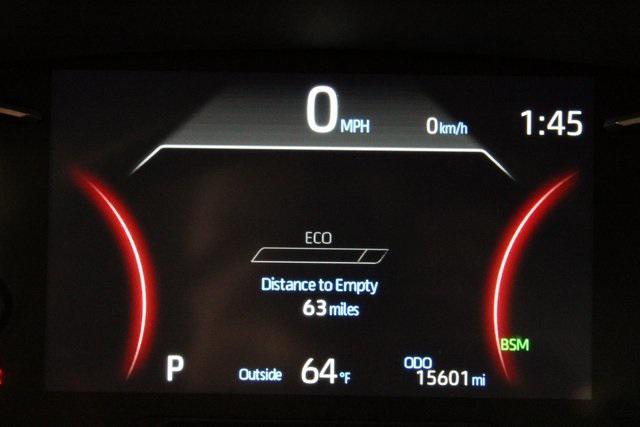 0 MPH 0 km/h 1:45
ECO
Distance to Empty
63 miles
BSM
P Outside 64 °F ODO 15601 mi